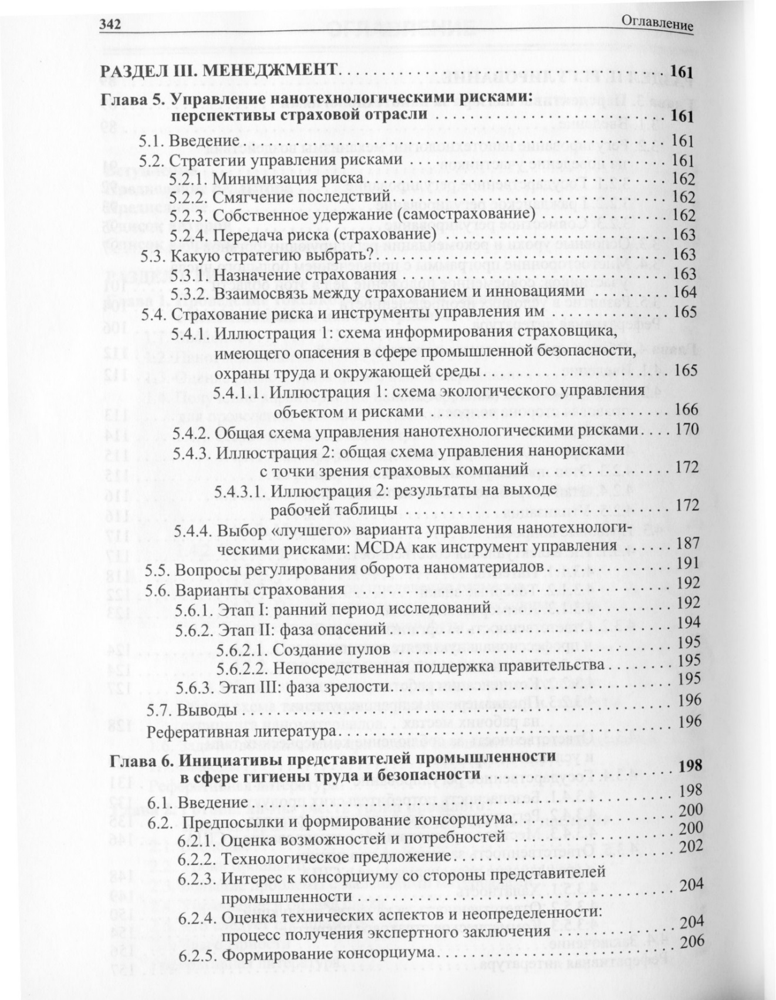 342 Оглавление
РАЗДЕЛ III. МЕНЕДЖМЕНТ. . . . . . . . . . . . . . . . . . . . . . . . . . . . . . 161
Глава 5. Управление нанотехнологическими рисками:
перспективы страховой отрасли . . . . . . . . . . . . . . . . . . . . . . . 161
5.1. Введение . . . . . . . . . . . . . . . . . . . . . . . . . . . . . . . . . . . . . . . . 161
5.2. Стратегии управления рисками . . . . . . . . . . . . . . . . . . . . . . . . . 161
5.2.1. Минимизация риска . . . . . . . . . . . . . . . . . . . . . . . . . . . . . . 162
5.2.2. Смягчение последствий . . . . . . . . . . . . . . . . . . . . . . . . . . . 162
5.2.3. Собственное удержание (самострахование) . . . . . . . . . . . . . 162
5.2.4. Передача риска (страхование) . . . . . . . . . . . . . . . . . . . . . . 163
5.3. Какую стратегию выбрать? . . . . . . . . . . . . . . . . . . . . . . . . . . . . 163
5.3.1. Назначение страхования . . . . . . . . . . . . . . . . . . . . . . . . . . 163
5.3.2. Взаимосвязь между страхованием и инновациями . . . . . . . . 164
5.4. Страхование риска и инструменты управления им . . . . . . . . . . . . 165
5.4.1. Иллюстрация 1: схема информирования страховщика,
имеющего опасения в сфере промышленной безопасности,
охраны труда и окружающей среды . . . . . . . . . . . . . . . . . . 165
5.4.1.1. Иллюстрация 1: схема экологического управления
объектом и рисками . . . . . . . . . . . . . . . . . . . . . . . 166
5.4.2. Общая схема управления нанотехнологическими рисками. . . . 170
5.4.3. Иллюстрация 2: общая схема управления нанорисками
с точки зрения страховых компаний . . . . . . . . . . . . . 172
5.4.3.1. Иллюстрация 2: результаты на выходе
рабочей таблицы . . . . . . . . . . . . . . . . . . . . . . . . . 172
5.4.4. Выбор «лучшего» варианта управления нанотехнологи-
ческими рисками: MCDA как инструмент управления . . . . . . 187
5.5. Вопросы регулирования оборота наноматериалов . . . . . . . . . . . . 191
5.6. Варианты страхования . . . . . . . . . . . . . . . . . . . . . . . . . . . . . . 192
5.6.1. Этап I: ранний период исследований . . . . . . . . . . . . . . . . . 192
5.6.2. Этап II: фаза опасений . . . . . . . . . . . . . . . . . . . . . . . . . . . 194
5.6.2.1. Создание пулов . . . . . . . . . . . . . . . . . . . . . . . . . . 195
5.6.2.2. Непосредственная поддержка правительства . . . . . . . 195
5.6.3. Этап III: фаза зрелости. . . . . . . . . . . . . . . . . . . . . . . . . . . 195
5.7. Выводы . . . . . . . . . . . . . . . . . . . . . . . . . . . . . . . . . . . . . . . . 196
Реферативная литература . . . . . . . . . . . . . . . . . . . . . . . . . . . . . . . 196
Глава 6. Инициативы представителей промышленности
в сфере гигиены труда и безопасности . . . . . . . . . . . . . . . . . . . 198
6.1. Введение . . . . . . . . . . . . . . . . . . . . . . . . . . . . . . . . . . . . . . . 198
6.2. Предпосылки и формирование консорциума. . . . . . . . . . . . . . . . 200
6.2.1. Оценка возможностей и потребностей . . . . . . . . . . . . . . . . 200
6.2.2. Технологическое предложение . . . . . . . . . . . . . . . . . . . . . 202
6.2.3. Интерес к консорциуму со стороны представителей
промышленности . . . . . . . . . . . . . . . . . . . . . . . . . . . . . . 204
6.2.4. Оценка технических аспектов и неопределенности:
процесс получения экспертного заключения . . . . . . . . . . . . 204
6.2.5. Формирование консорциума . . . . . . . . . . . . . . . . . . . . . . . 206